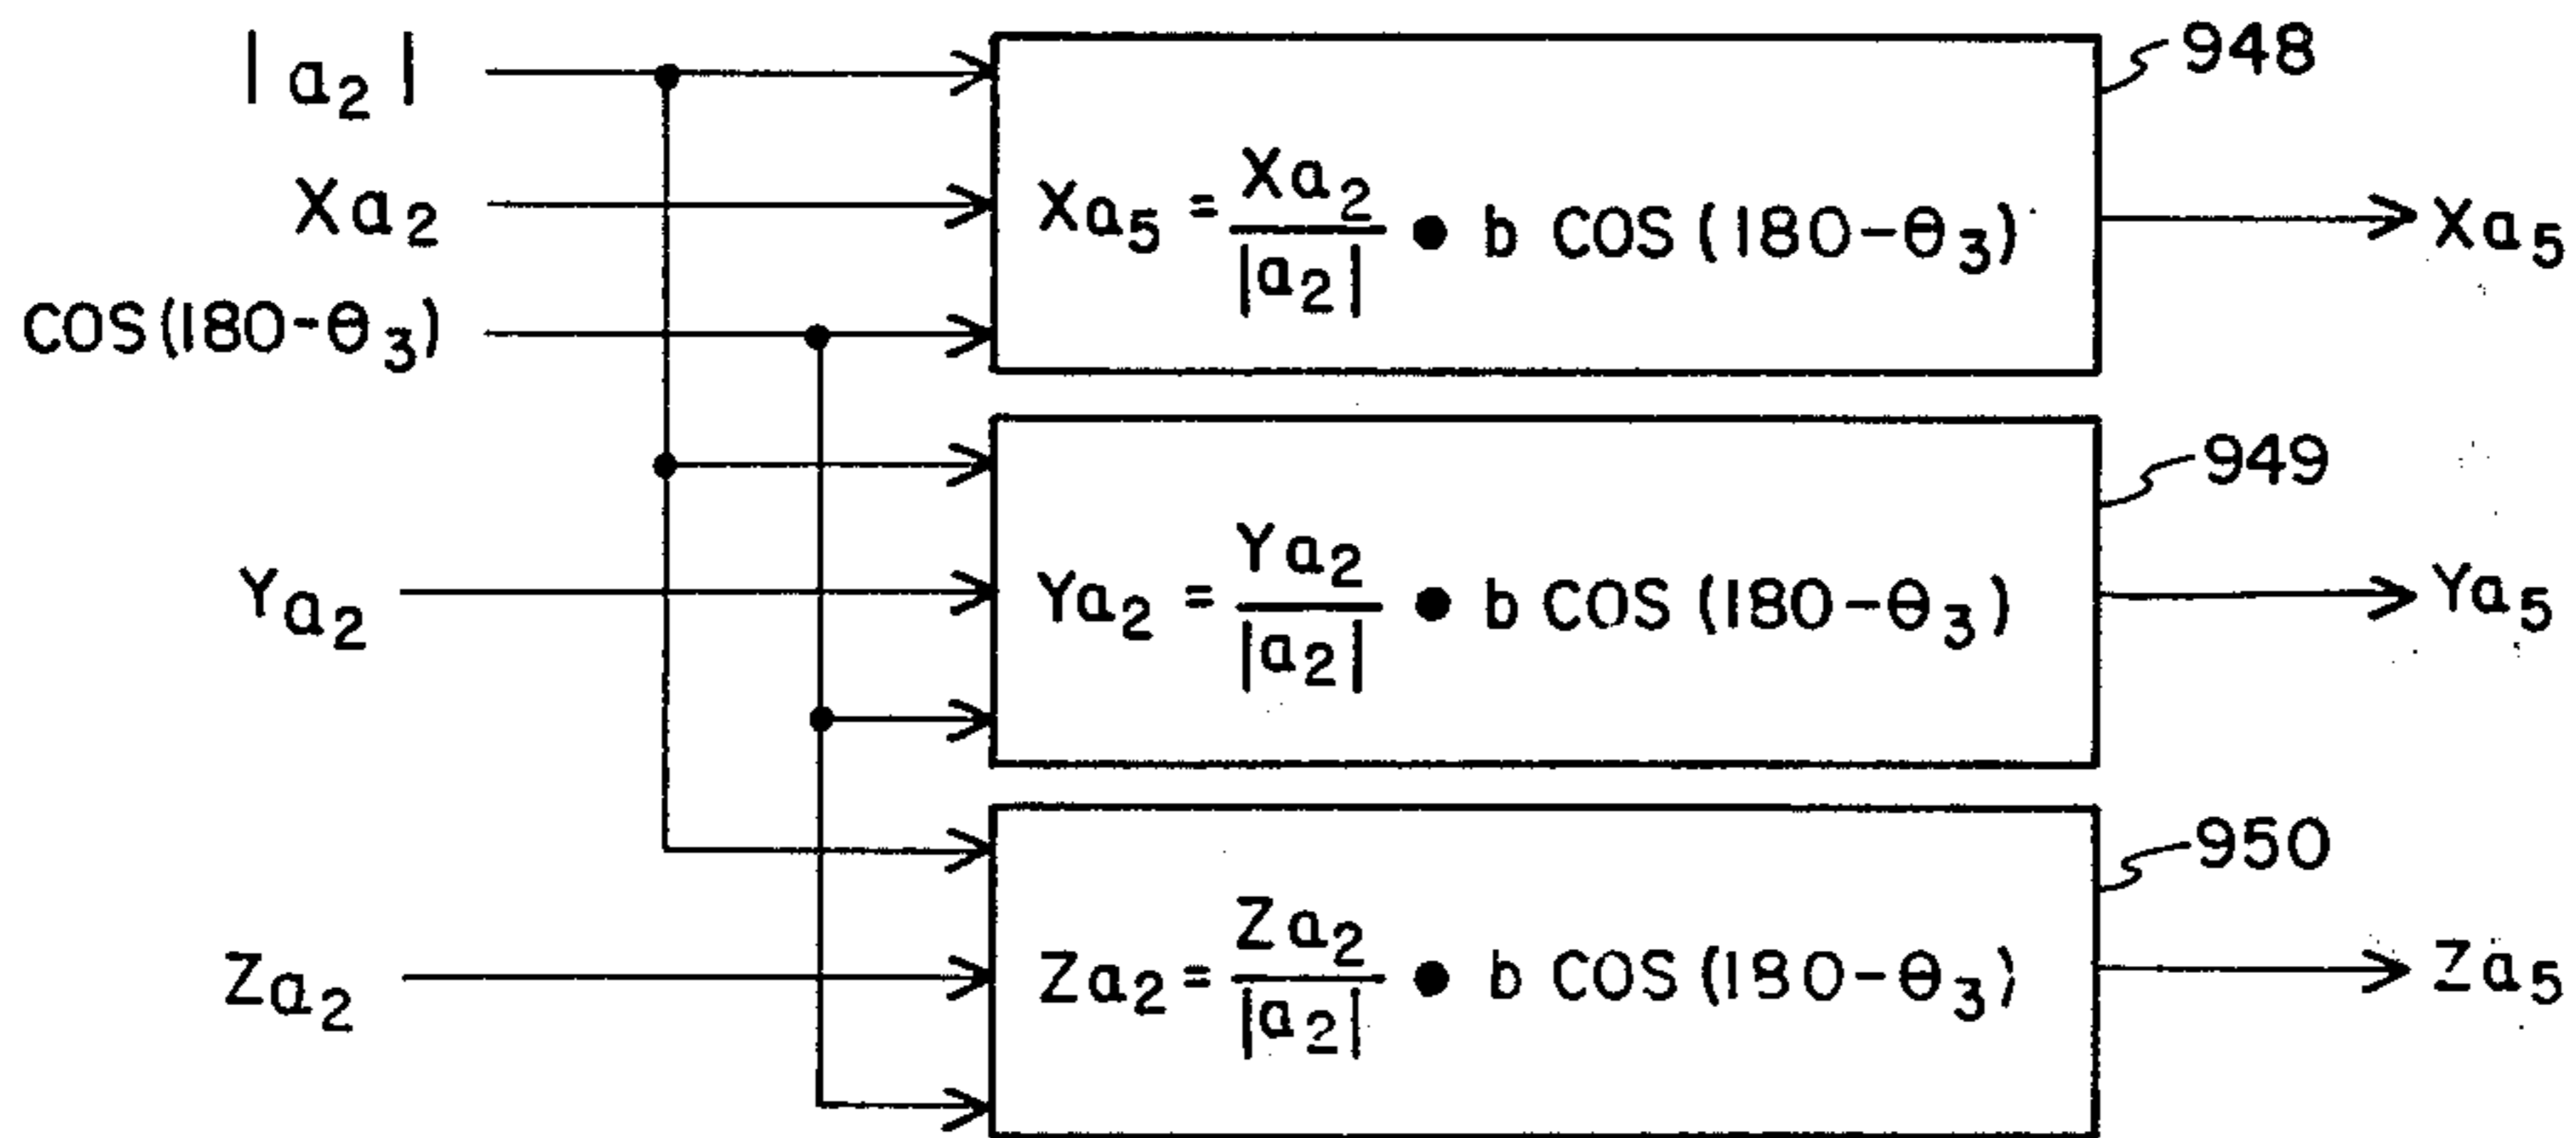 |a₂|
Xa₂
COS(180-θ₃)
Xa₅ = Xa₂/|a₂| ● b COS (180-θ₃)
948
Xa₅
Ya₂
Ya₂ = Ya₂/|a₂| ● b COS (180-θ₃)
949
Ya₅
Za₂
Za₂ = Za₂/|a₂| ● b COS (180-θ₃)
950
Za₅